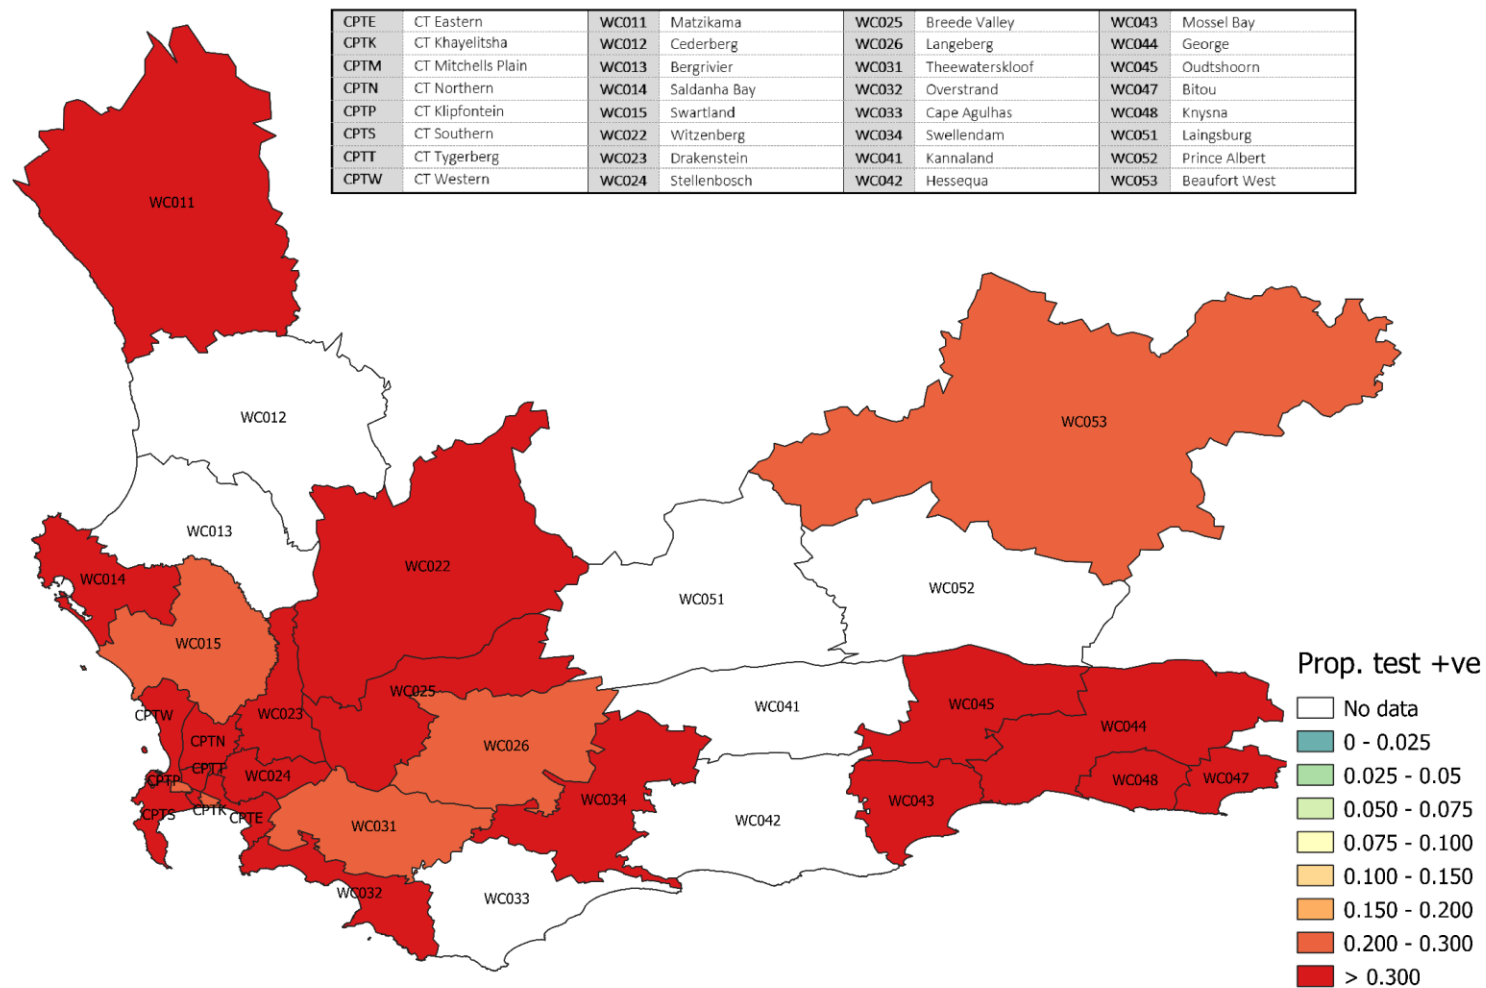 CPTE CT Eastern WC011 Matzikama WC025 Breede Valley WC043 Mossel Bay
CPTK CT Khayelitsha WC012 Cederberg WC026 Langeberg WC044 George
CPTM CT Mitchells Plain WC013 Bergrivier WC031 Theewaterskloof WC045 Oudtshoorn
CPTN CT Northern WC014 Saldanha Bay WC032 Overstrand WC047 Bitou
CPTP CT Klipfontein WC015 Swartland WC033 Cape Agulhas WC048 Knysna
CPTS CT Southern WC022 Witzenberg WC034 Swellendam WC051 Laingsburg
CPTT CT Tygerberg WC023 Drakenstein WC041 Kannaland WC052 Prince Albert
CPTW CT Western WC024 Stellenbosch WC042 Hessequa WC053 Beaufort West
WC011
WC012
WC053
WC013
WC022
WC014
WC052
WC051
WC015
WC025
WC045
WC041
WC023
CPTW
WC044
CPTN
WC026
CPTT
WC024
CPTP
WC048
WC047
WC034
WC043
CPTK
CPTS
CPTE
WC042
WC031
WC032
WC033
Prop. test +ve
No data
0 - 0.025
0.025 - 0.05
0.050 - 0.075
0.075 - 0.100
0.100 - 0.150
0.150 - 0.200
0.200 - 0.300
> 0.300